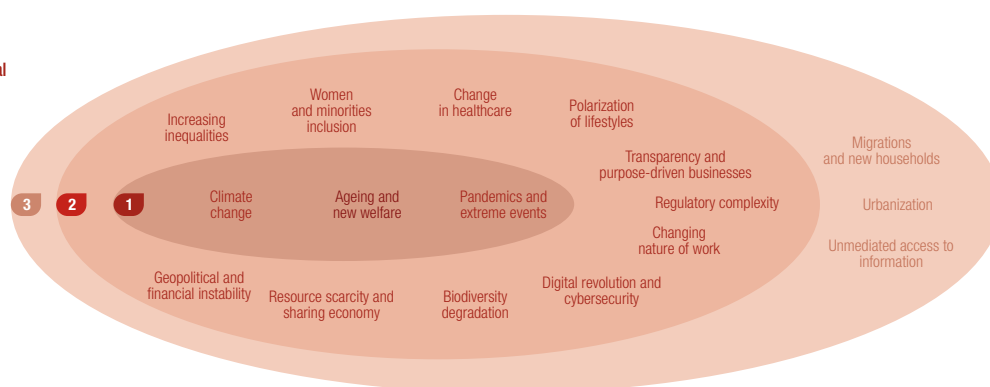 al
Women
and minorities
inclusion
Change
in healthcare
Polarization
of lifestyles
Increasing
inequalities
Migrations
and new households
Transparency and
purpose-driven businesses
3
2
1
Climate
change
Ageing and
new welfare
Pandemics and
extreme events
Regulatory complexity
Urbanization
Changing
nature of work
Unmediated access to
information
Geopolitical and
financial instability
Resource scarcity and
sharing economy
Biodiversity
degradation
Digital revolution and
cybersecurity